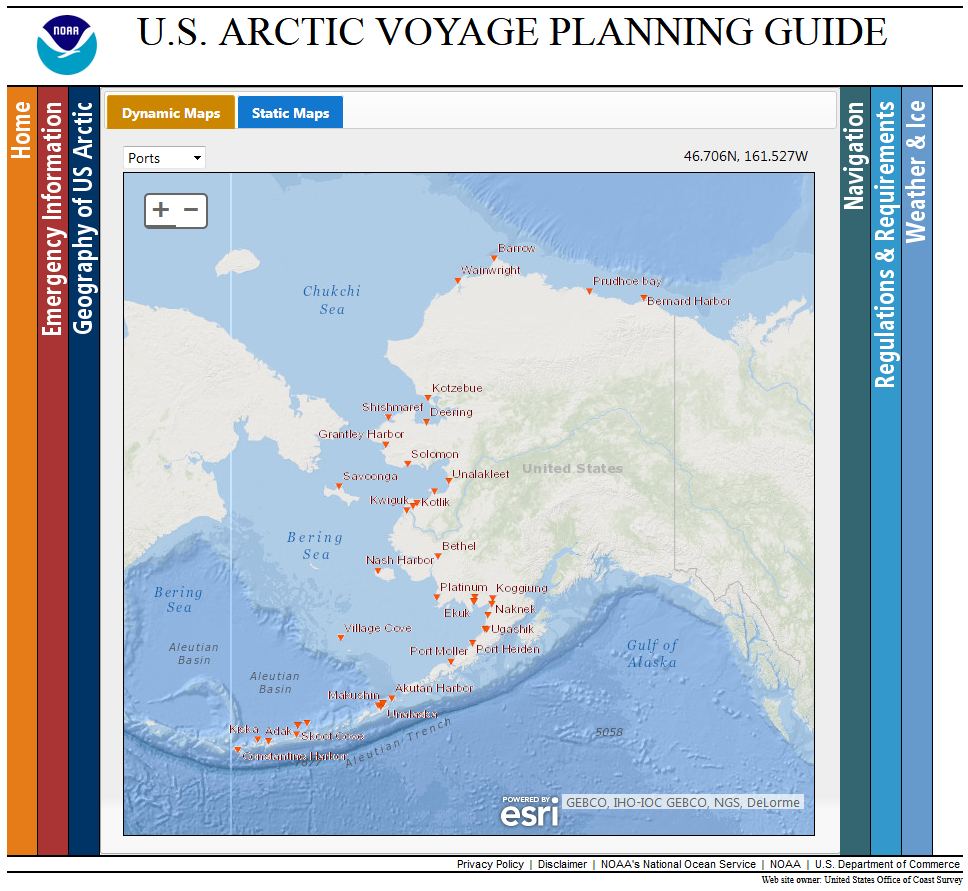 NOAA
U.S. ARCTIC VOYAGE PLANNING GUIDE
Home
Emergency Information
Geography of US Arctic
Dynamic Maps
Static Maps
Ports
46.706N, 161.527W
+ −
Barrow
Wainwright
Prudhoe bay
Bernard Harbor
Chukchi
Sea
Kotzebue
Shishmaref
Deering
Grantley Harbor
Solomon
United States
Savoonga
Unalakleet
Kwiguk
Kotlik
Bering
Sea
Bethel
Nash Harbor
Platinum
Koggiung
Bering
Sea
Ekuk
Naknek
Village Cove
Ugashik
Aleutian
Basin
Port Moller
Port Heiden
Gulf of
Alaska
Aleutian
Basin
Makushin
Akutan Harbor
Unalaska
Kiska
Adak
Skoot Cove
Constantine Harbor
Aleutian Trench
5058
POWERED BY
esri
GEBCO, IHO-IOC GEBCO, NGS, DeLorme
Navigation
Regulations & Requirements
Weather & Ice
Privacy Policy | Disclaimer | NOAA's National Ocean Service | NOAA | U.S. Department of Commerce
Web site owner: United States Office of Coast Survey